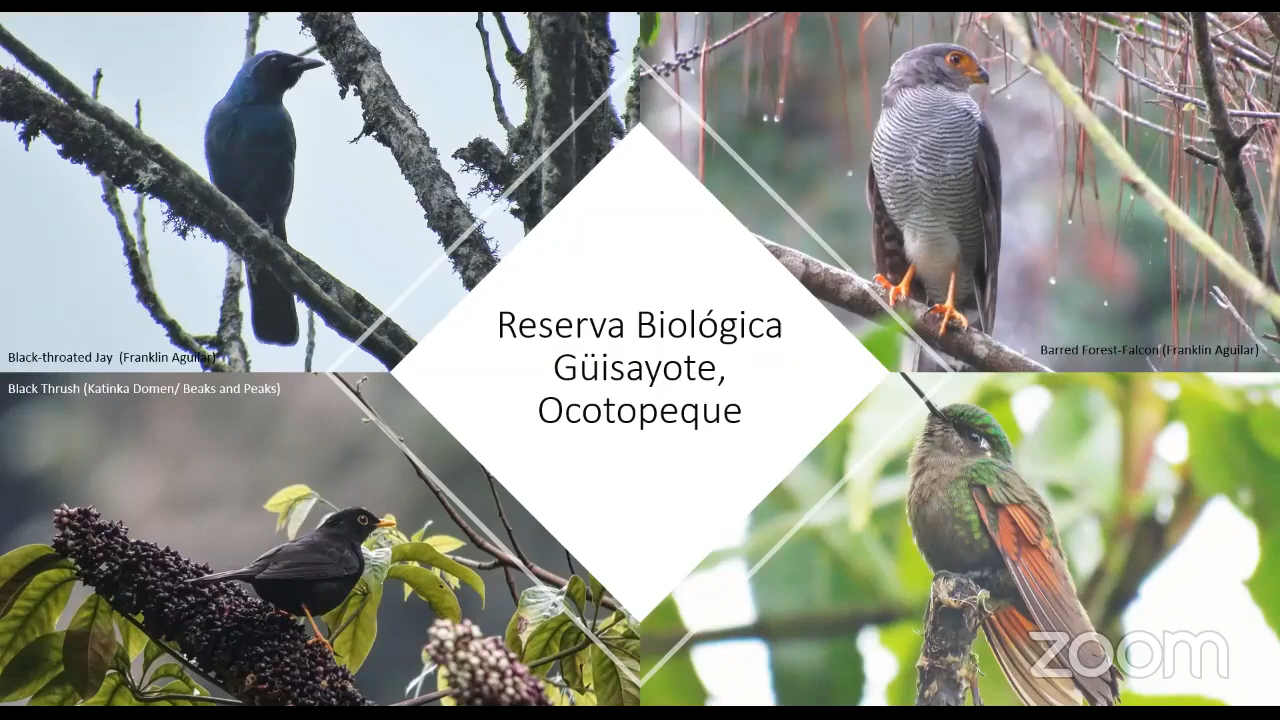 Black-throated Jay (Franklin Aguilar)
Barred Forest-Falcon (Franklin Aguilar)
Reserva Biológica
Güisayote,
Ocotopeque
Black Thrush (Katinka Domen/ Beaks and Peaks)
zoom